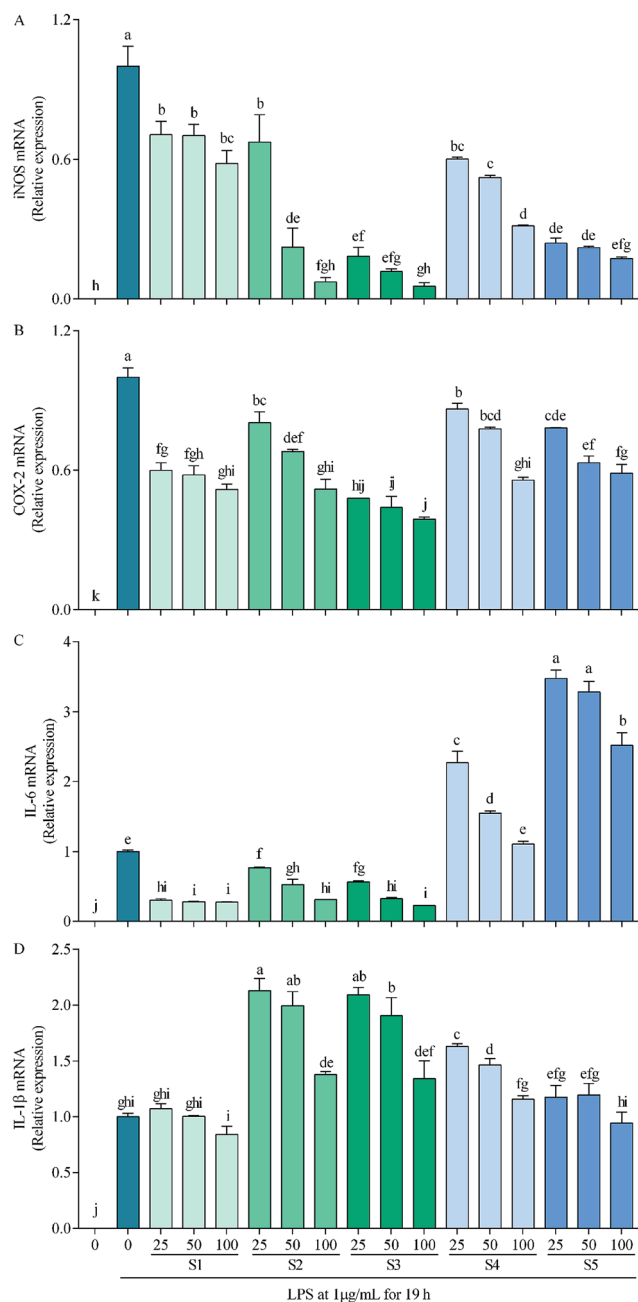 A
iNOS mRNA
(Relative expression)
1.2
0.6
0.0
h
a
b
b
bc
b
de
fgh
ef
efg
gh
bc
c
d
de
de
efg
B
COX-2 mRNA
(Relative expression)
1.2
0.6
0.0
k
a
fg
fgh
ghi
bc
def
ghi
hij
ij
j
b
bcd
ghi
cde
ef
fg
C
IL-6 mRNA
(Relative expression)
4
3
2
1
0
j
e
hi
i
i
f
gh
hi
fg
hi
i
c
d
e
a
a
b
D
IL-1β mRNA
(Relative expression)
2.5
2.0
1.5
1.0
0.5
0.0
j
ghi
ghi
ghi
i
a
ab
de
ab
b
def
c
d
fg
efg
efg
hi
0 0 25 50 100 25 50 100 25 50 100 25 50 100 25 50 100
S1 S2 S3 S4 S5
LPS at 1μg/mL for 19 h